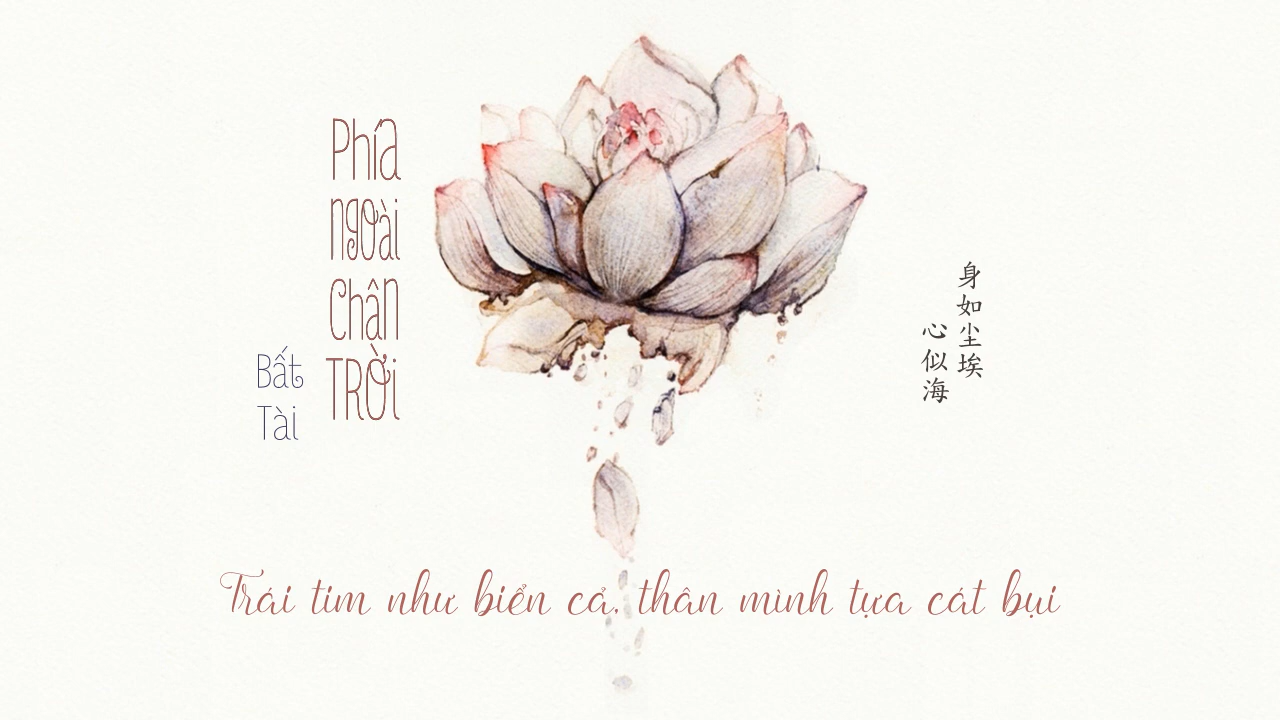 Phía
ngoài
chân
trời
Bất
Tài
身如尘埃
心似海
Trái tim như biển cả, thân mình tựa cát bụi